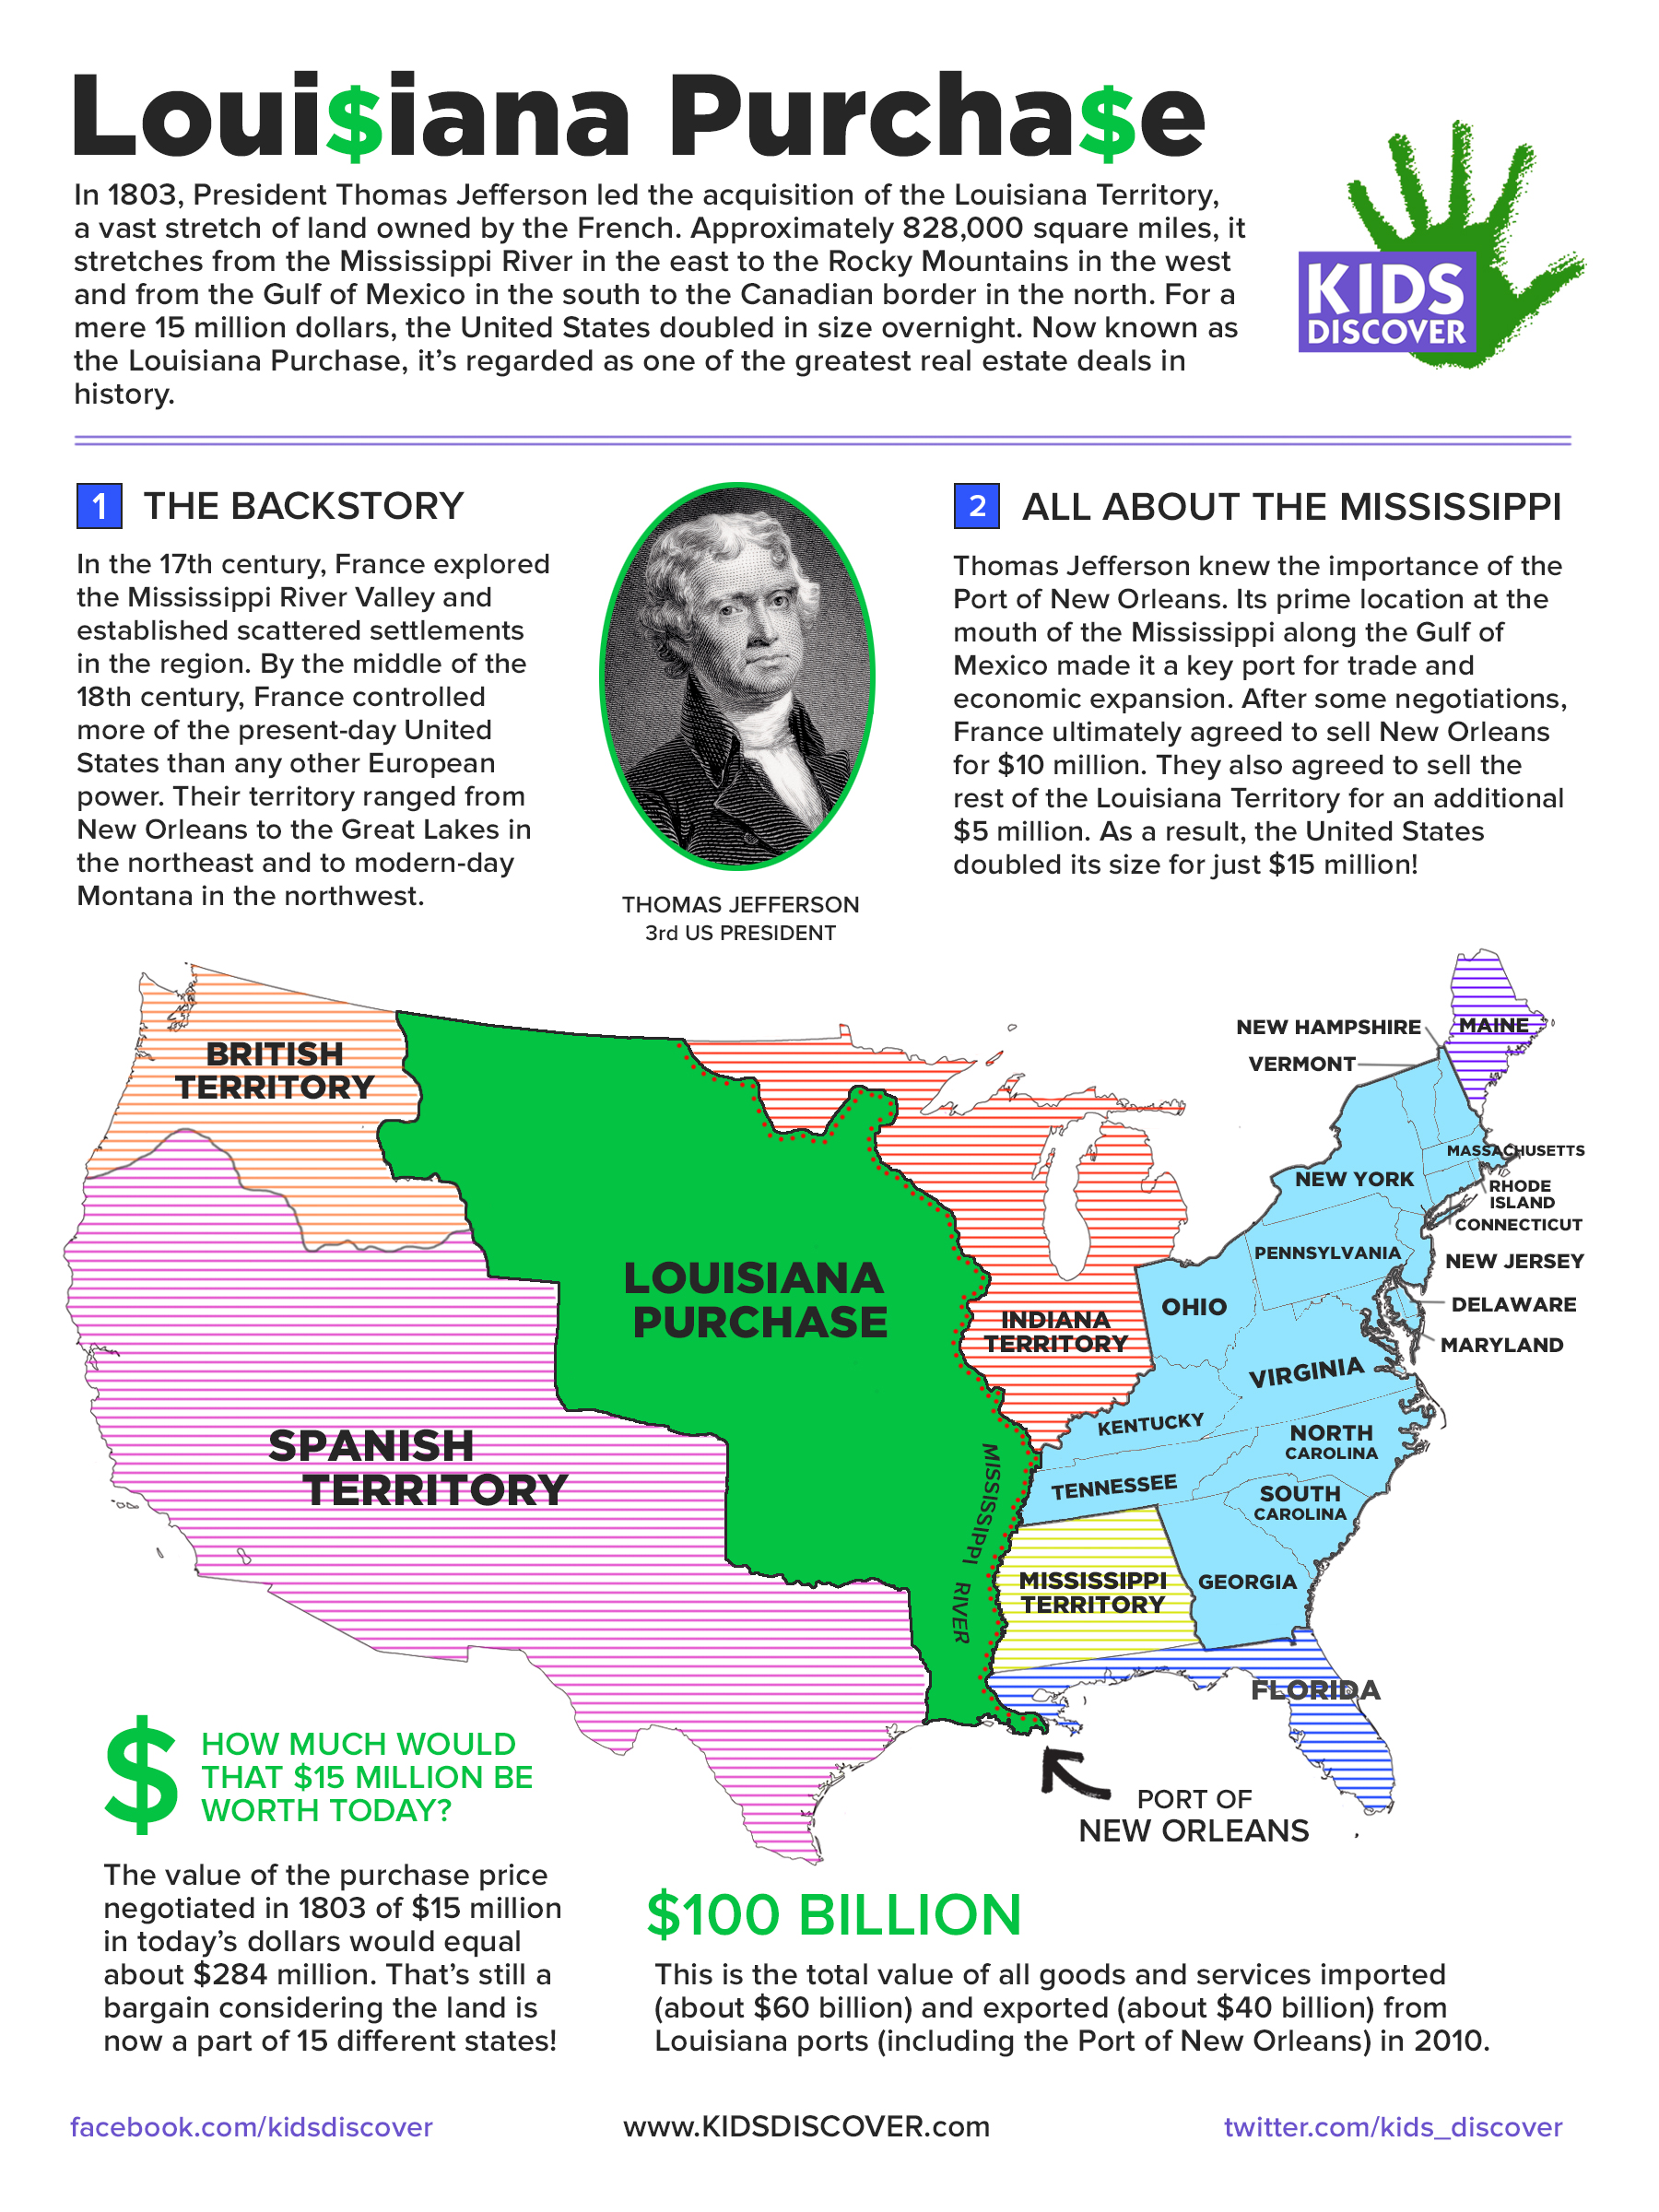 Loui$iana Purcha$e
In 1803, President Thomas Jefferson led the acquisition of the Louisiana Territory,
a vast stretch of land owned by the French. Approximately 828,000 square miles, it
stretches from the Mississippi River in the east to the Rocky Mountains in the west
and from the Gulf of Mexico in the south to the Canadian border in the north. For a
mere 15 million dollars, the United States doubled in size overnight. Now known as
the Louisiana Purchase, it’s regarded as one of the greatest real estate deals in
history.
KIDS
DISCOVER
1 THE BACKSTORY
In the 17th century, France explored
the Mississippi River Valley and
established scattered settlements
in the region. By the middle of the
18th century, France controlled
more of the present-day United
States than any other European
power. Their territory ranged from
New Orleans to the Great Lakes in
the northeast and to modern-day
Montana in the northwest.
THOMAS JEFFERSON
3rd US PRESIDENT
2 ALL ABOUT THE MISSISSIPPI
Thomas Jefferson knew the importance of the
Port of New Orleans. Its prime location at the
mouth of the Mississippi along the Gulf of
Mexico made it a key port for trade and
economic expansion. After some negotiations,
France ultimately agreed to sell New Orleans
for $10 million. They also agreed to sell the
rest of the Louisiana Territory for an additional
$5 million. As a result, the United States
doubled its size for just $15 million!
BRITISH
TERRITORY
SPANISH
TERRITORY
LOUISIANA
PURCHASE
MISSISSIPPI RIVER
INDIANA
TERRITORY
MISSISSIPPI
TERRITORY
NEW HAMPSHIRE
VERMONT
MAINE
MASSACHUSETTS
NEW YORK
RHODE
ISLAND
CONNECTICUT
PENNSYLVANIA
NEW JERSEY
OHIO
DELAWARE
MARYLAND
VIRGINIA
KENTUCKY
NORTH
CAROLINA
TENNESSEE
SOUTH
CAROLINA
GEORGIA
FLORIDA
PORT OF
NEW ORLEANS
$
HOW MUCH WOULD
THAT $15 MILLION BE
WORTH TODAY?
The value of the purchase price
negotiated in 1803 of $15 million
in today’s dollars would equal
about $284 million. That’s still a
bargain considering the land is
now a part of 15 different states!
$100 BILLION
This is the total value of all goods and services imported
(about $60 billion) and exported (about $40 billion) from
Louisiana ports (including the Port of New Orleans) in 2010.
facebook.com/kidsdiscover
www.KIDSDISCOVER.com
twitter.com/kids_discover